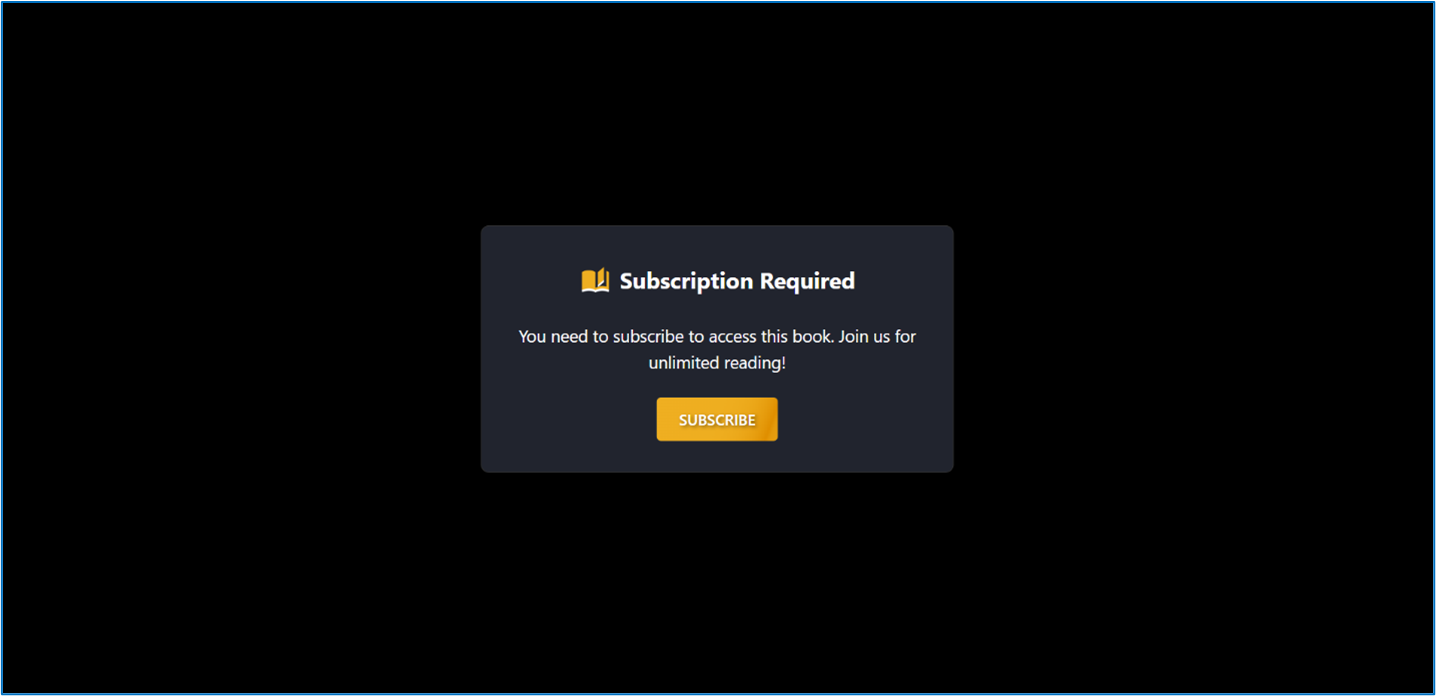 Subscription Required
You need to subscribe to access this book. Join us for
unlimited reading!
SUBSCRIBE